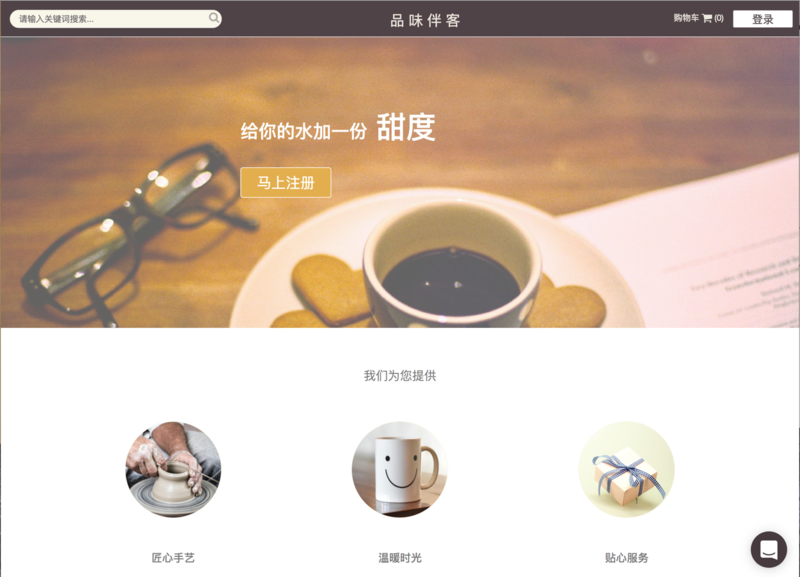 请输入关键词搜索...
品味伴客
购物车 (0)
登录
给你的水加一份 甜度
马上注册
我们为您提供
匠心手艺
温暖时光
贴心服务